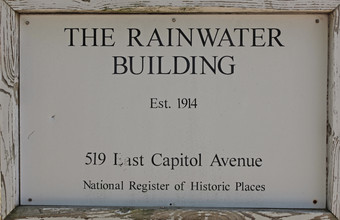 THE RAINWATER
BUILDING
Est. 1914
519 East Capitol Avenue
National Register of Historic Places